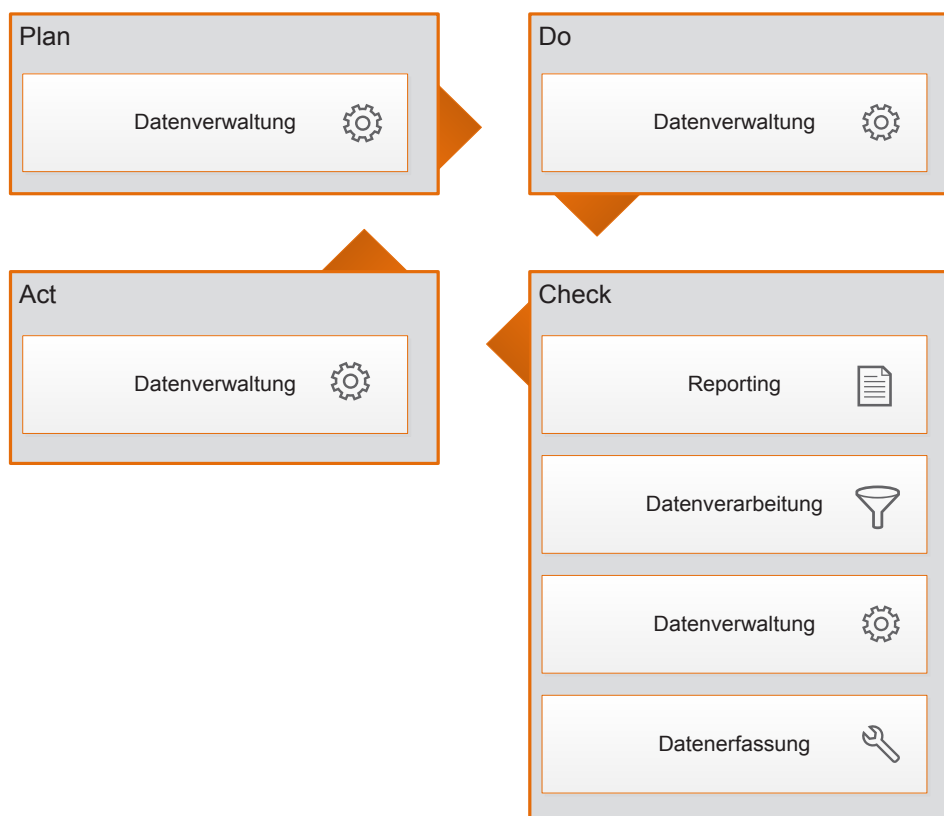 Plan
Datenverwaltung
Do
Datenverwaltung
Act
Datenverwaltung
Check
Reporting
Datenverarbeitung
Datenverwaltung
Datenerfassung